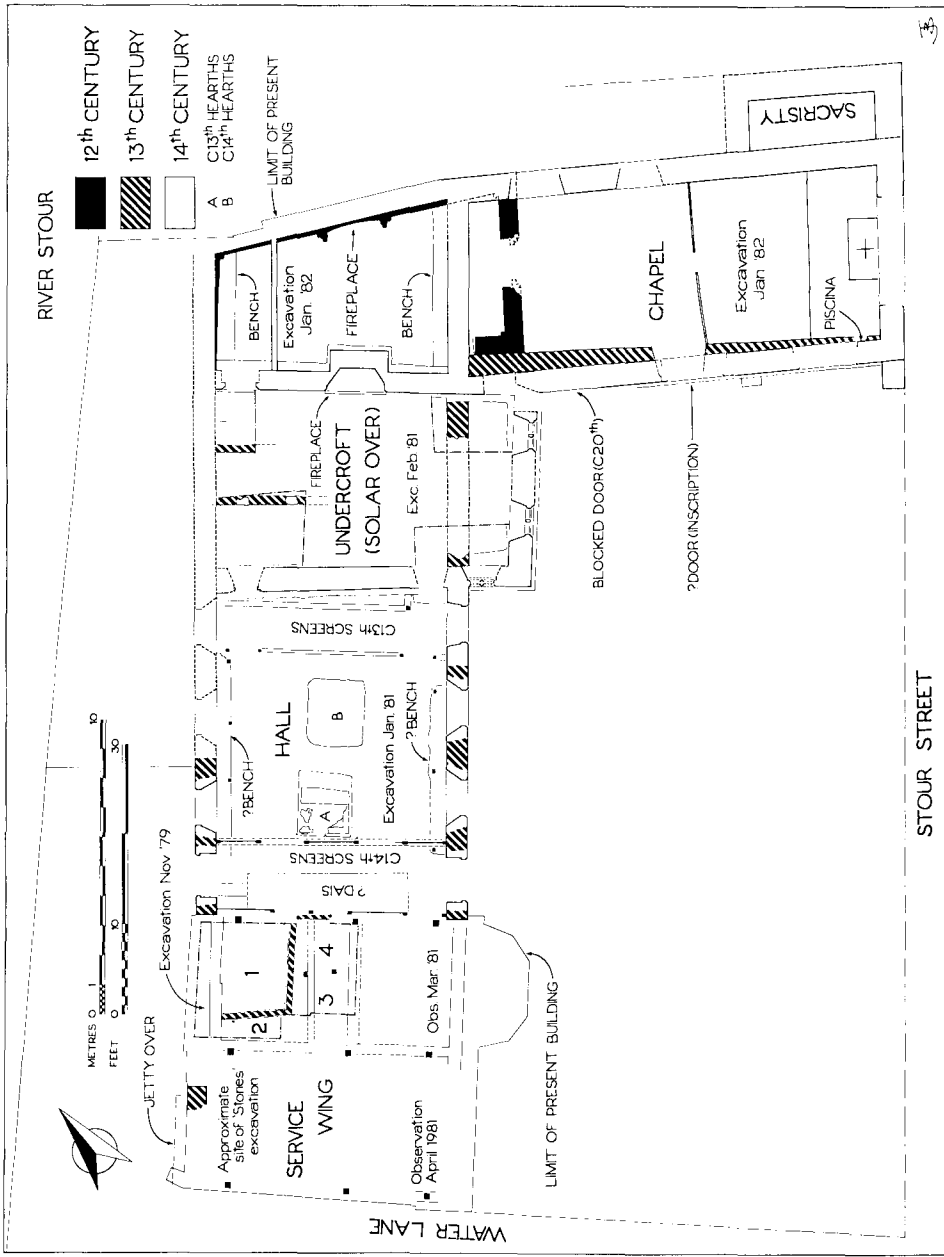 RIVER STOUR
12th CENTURY
13th CENTURY
14th CENTURY
A C13th HEARTHS
B C14th HEARTHS
LIMIT OF PRESENT
BUILDING
METRES 0 1 10
FEET 0 10 30
JETTY OVER
Excavation Nov '79
BENCH
Excavation
Jan. '82
FIREPLACE
BENCH
FIREPLACE
UNDERCROFT
(SOLAR OVER)
Exc. Feb '81
C13th SCREENS
?BENCH
HALL
B
A
Excavation Jan. '81
?BENCH
C14th SCREENS
? DAIS
1
2
3
4
Obs Mar. '81
Approximate
site of 'Stones'
excavation
SERVICE
WING
Observation
April 1981
LIMIT OF PRESENT BUILDING
WATER LANE
CHAPEL
Excavation
Jan '82
SACRISTY
PISCINA
BLOCKED DOOR (C20th)
?DOOR (INSCRIPTION)
STOUR STREET